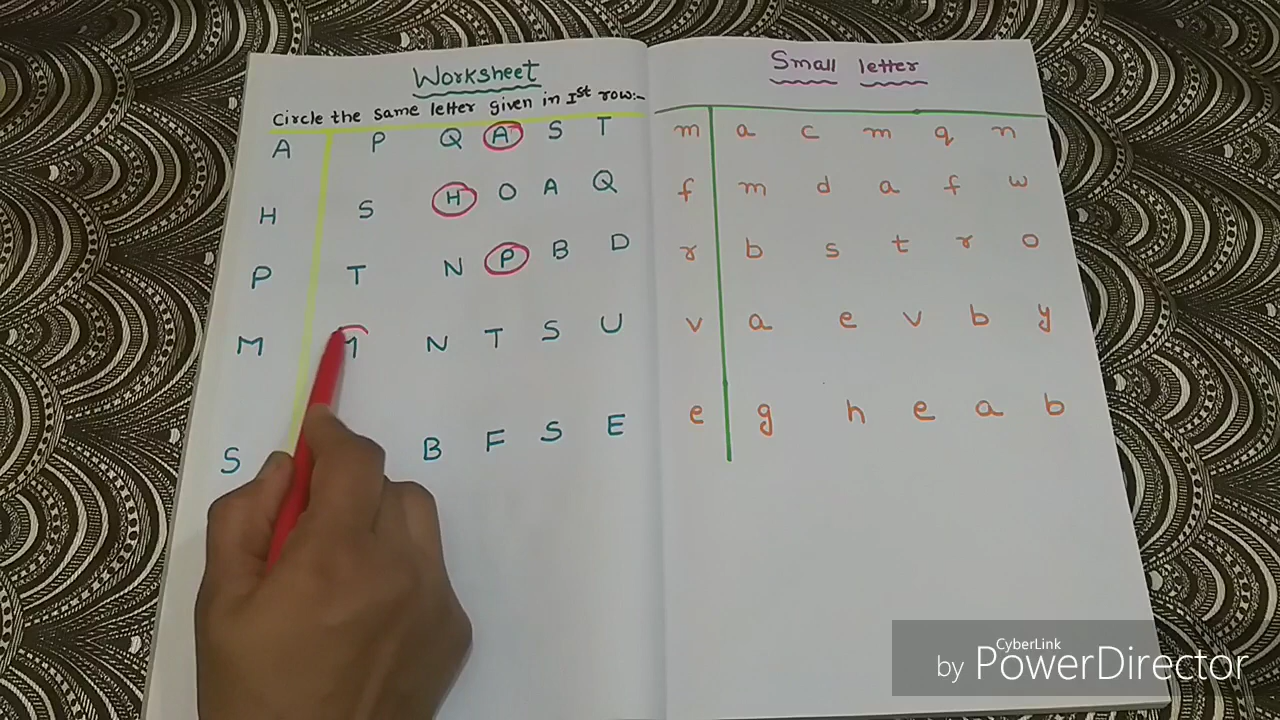 Worksheet
Circle the same letter given in Ist row:-
A P Q A S T
H S H O A Q
P T N P B D
M M N T S U
S B F S E
Small letter
m a c m q n
f m d a f w
r b s t r o
v a e v b y
e g h e a b
CyberLink
by PowerDirector